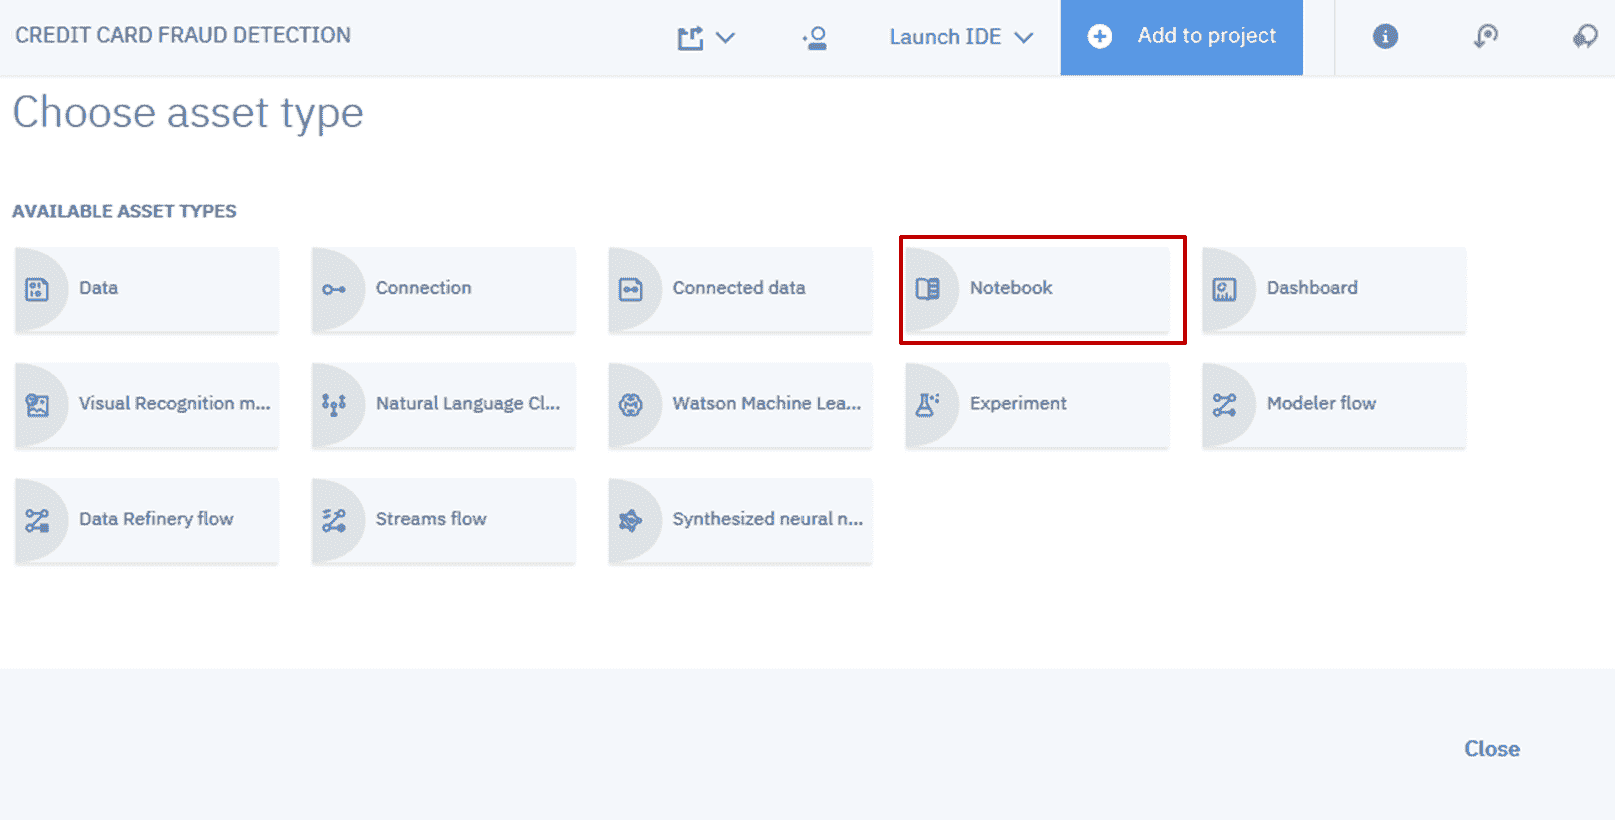 CREDIT CARD FRAUD DETECTION
Launch IDE
Add to project
Choose asset type
AVAILABLE ASSET TYPES
Data
Connection
Connected data
Notebook
Dashboard
Visual Recognition m...
Natural Language Cl...
Watson Machine Lea...
Experiment
Modeler flow
Data Refinery flow
Streams flow
Synthesized neural n...
Close